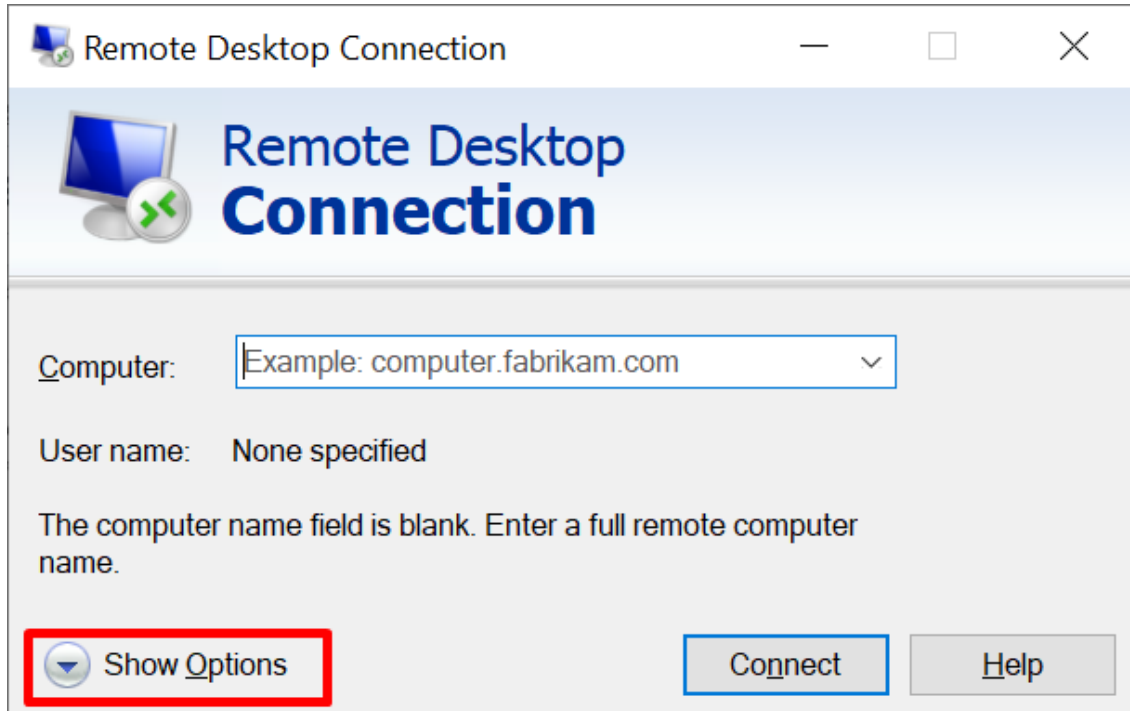 Remote Desktop Connection
Remote Desktop
Connection
Computer:
Example: computer.fabrikam.com
User name:
None specified
The computer name field is blank. Enter a full remote computer
name.
Show Options
Connect
Help